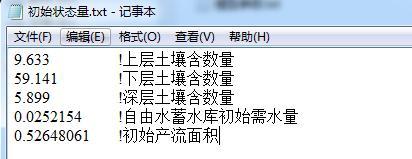 初始状态量.txt - 记事本
文件(F) 编辑(E) 格式(O) 查看(V) 帮助(H)
9.633 !上层土壤含数量
59.141 !下层土壤含数量
5.899 !深层土壤含数量
0.0252154 !自由水蓄水库初始需水量
0.52648061 !初始产流面积